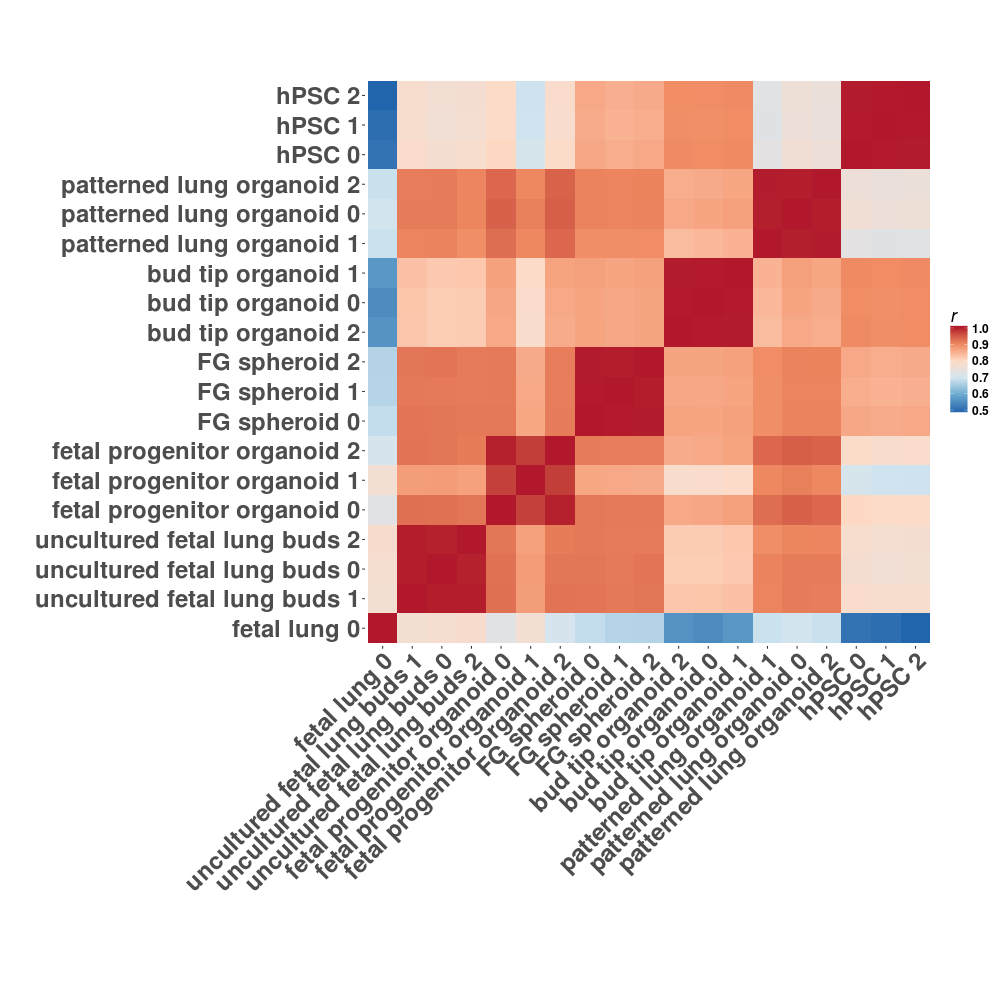 hPSC 2
hPSC 1
hPSC 0
patterned lung organoid 2
patterned lung organoid 0
patterned lung organoid 1
bud tip organoid 1
bud tip organoid 0
bud tip organoid 2
FG spheroid 2
FG spheroid 1
FG spheroid 0
fetal progenitor organoid 2
fetal progenitor organoid 1
fetal progenitor organoid 0
uncultured fetal lung buds 2
uncultured fetal lung buds 0
uncultured fetal lung buds 1
fetal lung 0
fetal lung 0
uncultured fetal lung buds 1
uncultured fetal lung buds 0
uncultured fetal lung buds 2
fetal progenitor organoid 0
fetal progenitor organoid 1
fetal progenitor organoid 2
FG spheroid 0
FG spheroid 1
FG spheroid 2
bud tip organoid 2
bud tip organoid 0
bud tip organoid 1
patterned lung organoid 1
patterned lung organoid 0
patterned lung organoid 2
hPSC 0
hPSC 1
hPSC 2
r
1.0
0.9
0.8
0.7
0.6
0.5